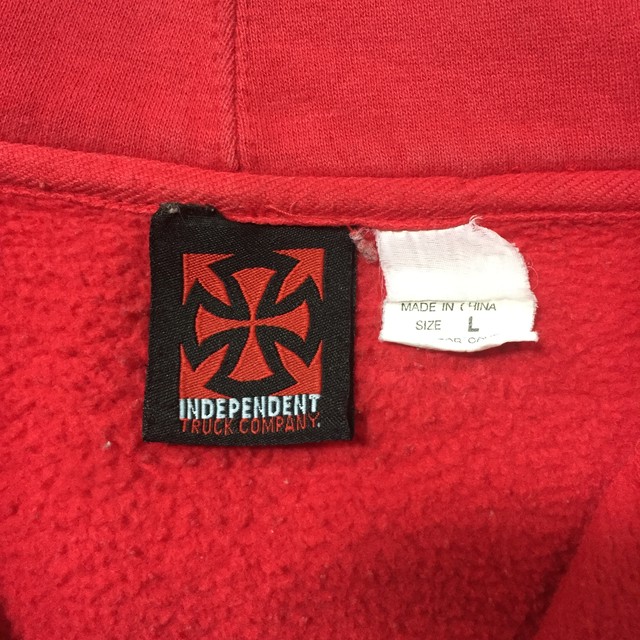 INDEPENDENT
TRUCK COMPANY.
MADE IN CHINA
SIZE L